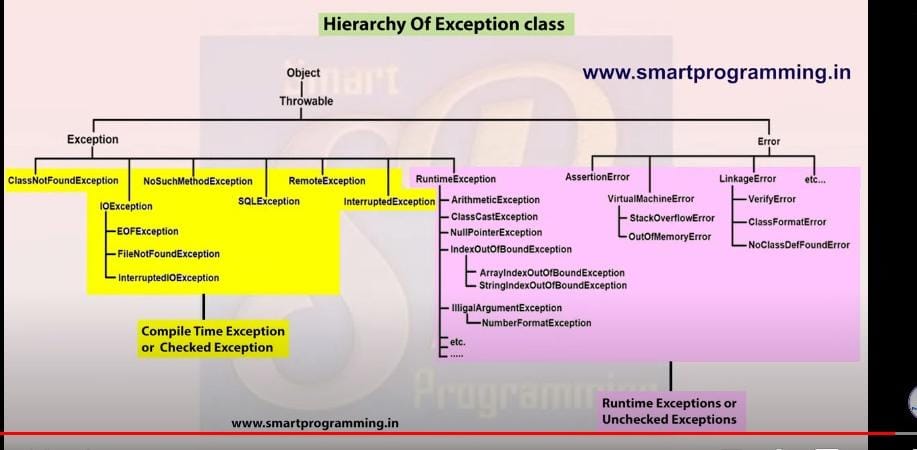 Hierarchy Of Exception class
www.smartprogramming.in
Object
Throwable
Exception
Error
ClassNotFoundException
NoSuchMethodException
RemoteException
RuntimeException
AssertionError
LinkageError
etc...
IOException
SQLException
InterruptedException
EOFException
FileNotFoundException
InterruptedIOException
Compile Time Exception
or Checked Exception
ArithmeticException
ClassCastException
NullPointerException
IndexOutOfBoundException
ArrayIndexOutOfBoundException
StringIndexOutOfBoundException
IlligalArgumentException
NumberFormatException
etc.
.....
VirtualMachineError
StackOverflowError
OutOfMemoryError
VerifyError
ClassFormatError
NoClassDefFoundError
Runtime Exceptions or
Unchecked Exceptions
Smart
Programming
www.smartprogramming.in